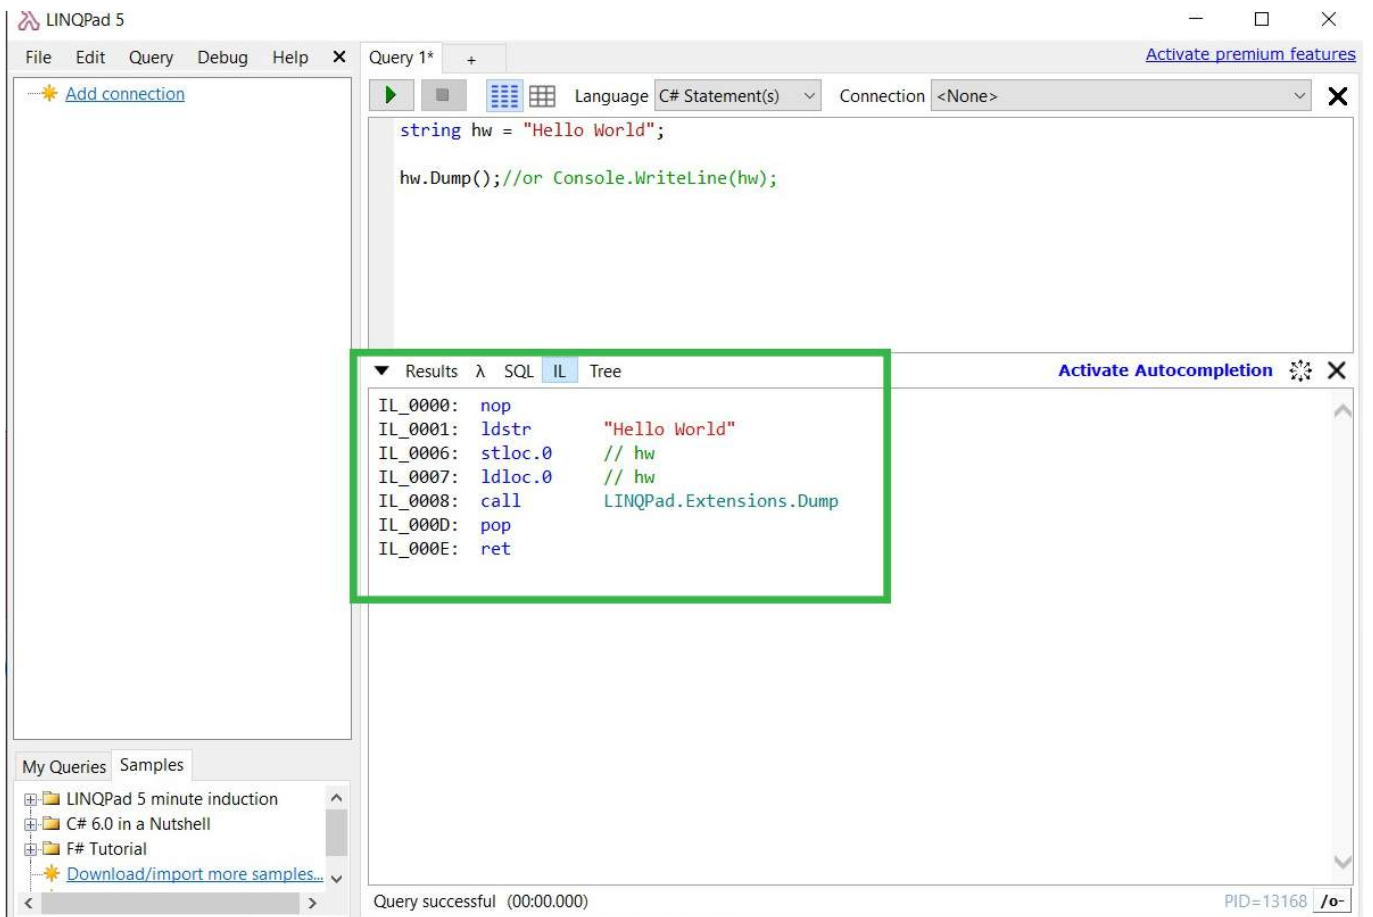 LINQPad 5
File Edit Query Debug Help
Query 1* +
Activate premium features
Add connection
Language C# Statement(s) Connection <None>
string hw = "Hello World";
hw.Dump();//or Console.WriteLine(hw);
Results λ SQL IL Tree
Activate Autocompletion
IL_0000: nop
IL_0001: ldstr "Hello World"
IL_0006: stloc.0 // hw
IL_0007: ldloc.0 // hw
IL_0008: call LINQPad.Extensions.Dump
IL_000D: pop
IL_000E: ret
My Queries Samples
LINQPad 5 minute induction
C# 6.0 in a Nutshell
F# Tutorial
Download/import more samples...
Query successful (00:00.000)
PID=13168 /o-